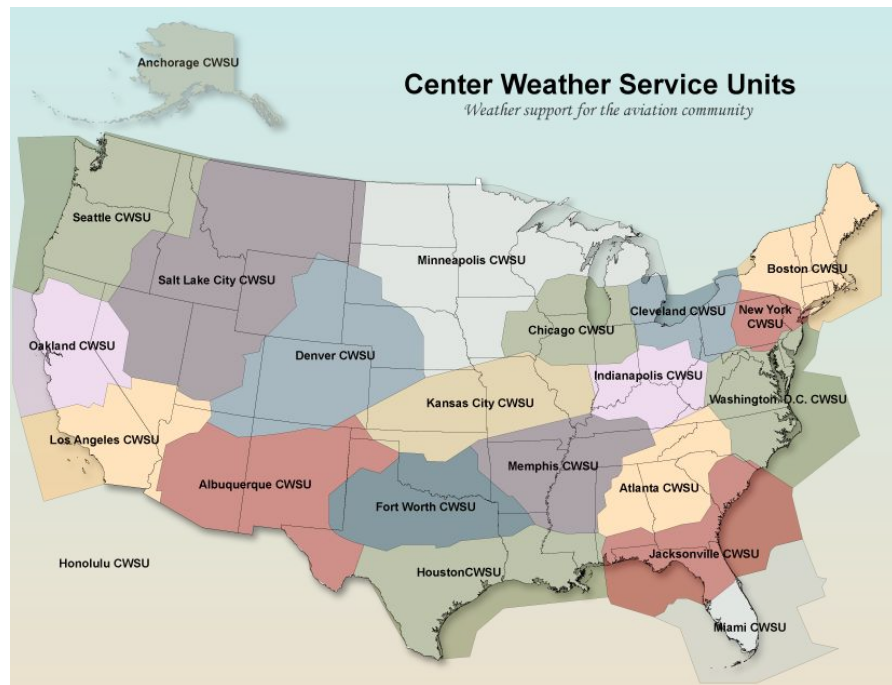 Anchorage CWSU
Center Weather Service Units
Weather support for the aviation community
Seattle CWSU
Minneapolis CWSU
Boston CWSU
Salt Lake City CWSU
Cleveland CWSU
New York
CWSU
Chicago CWSU
Oakland CWSU
Denver CWSU
Indianapolis CWSU
Washington, D.C. CWSU
Kansas City CWSU
Los Angeles CWSU
Memphis CWSU
Albuquerque CWSU
Atlanta CWSU
Fort Worth CWSU
Jacksonville CWSU
Honolulu CWSU
HoustonCWSU
Miami CWSU